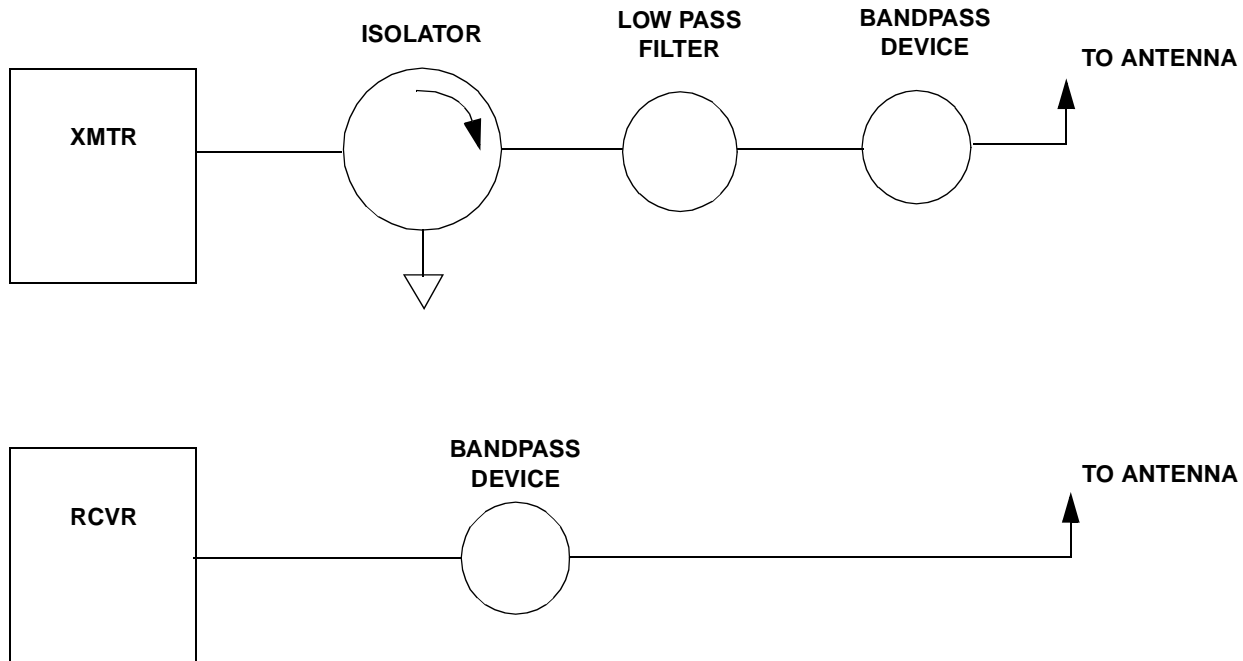 ISOLATOR
LOW PASS
FILTER
BANDPASS
DEVICE
TO ANTENNA
XMTR
BANDPASS
DEVICE
TO ANTENNA
RCVR